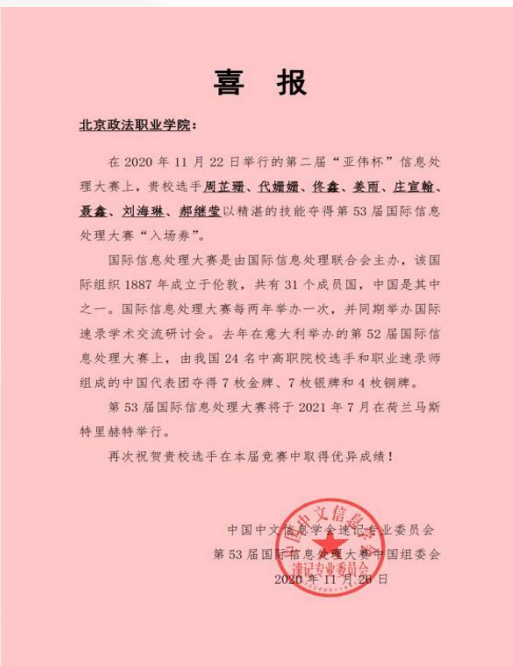 喜 报
北京政法职业学院：
在 2020 年 11 月 22 日举行的第二届“亚伟杯”信息处
理大赛上，贵校选手周芷珊、代姗姗、佟鑫、姜雨、庄宣翰、
聂鑫、刘海琳、郝继莹以精湛的技能夺得第 53 届国际信息
处理大赛“入场券”。
国际信息处理大赛是由国际信息处理联合会主办，该国
际组织 1887 年成立于伦敦，共有 31 个成员国，中国是其中
之一。国际信息处理大赛每两年举办一次，并同期举办国际
速录学术交流研讨会。去年在意大利举办的第 52 届国际信
息处理大赛上，由我国 24 名中高职院校选手和职业速录师
组成的中国代表团夺得 7 枚金牌、7 枚银牌和 4 枚铜牌。
第 53 届国际信息处理大赛将于 2021 年 7 月在荷兰马斯
特里赫特举行。
再次祝贺贵校选手在本届竞赛中取得优异成绩！
中国中文信息学会速记专业委员会
第 53 届国际信息处理大赛中国组委会
2020 年 11 月 26 日
中国中文信息学会
速记专业委员会